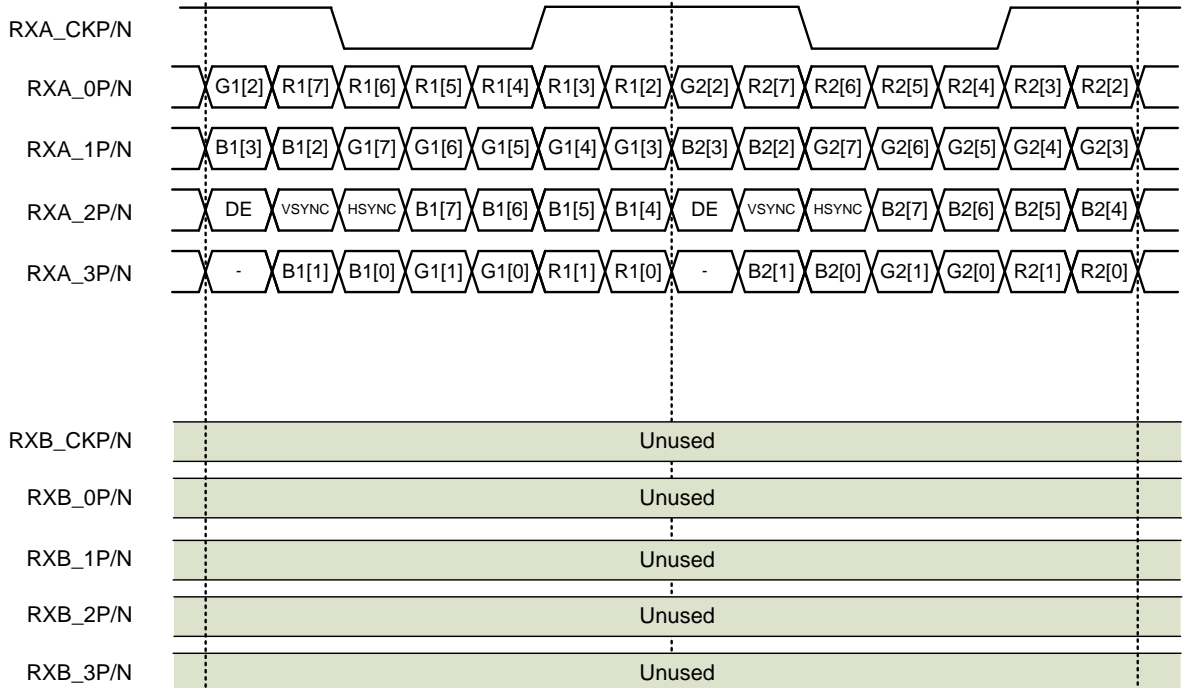 RXA_CKP/N
RXA_0P/N G1[2] R1[7] R1[6] R1[5] R1[4] R1[3] R1[2] G2[2] R2[7] R2[6] R2[5] R2[4] R2[3] R2[2]
RXA_1P/N B1[3] B1[2] G1[7] G1[6] G1[5] G1[4] G1[3] B2[3] B2[2] G2[7] G2[6] G2[5] G2[4] G2[3]
RXA_2P/N DE VSYNC HSYNC B1[7] B1[6] B1[5] B1[4] DE VSYNC HSYNC B2[7] B2[6] B2[5] B2[4]
RXA_3P/N - B1[1] B1[0] G1[1] G1[0] R1[1] R1[0] - B2[1] B2[0] G2[1] G2[0] R2[1] R2[0]
RXB_CKP/N Unused
RXB_0P/N Unused
RXB_1P/N Unused
RXB_2P/N Unused
RXB_3P/N Unused